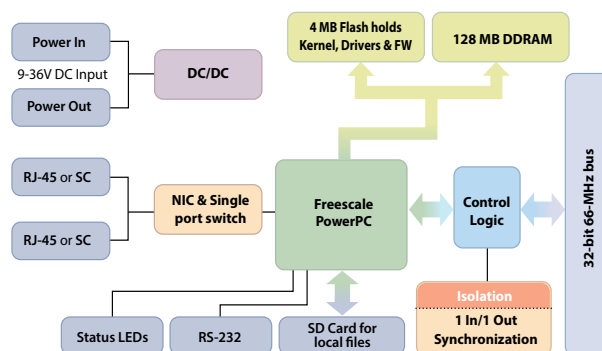 Power In
9-36V DC Input
Power Out
DC/DC
4 MB Flash holds
Kernel, Drivers & FW
128 MB DDRAM
RJ-45 or SC
RJ-45 or SC
NIC & Single
port switch
Freescale
PowerPC
Control
Logic
32-bit 66-MHz bus
Isolation
1 In/1 Out
Synchronization
Status LEDs
RS-232
SD Card for
local files